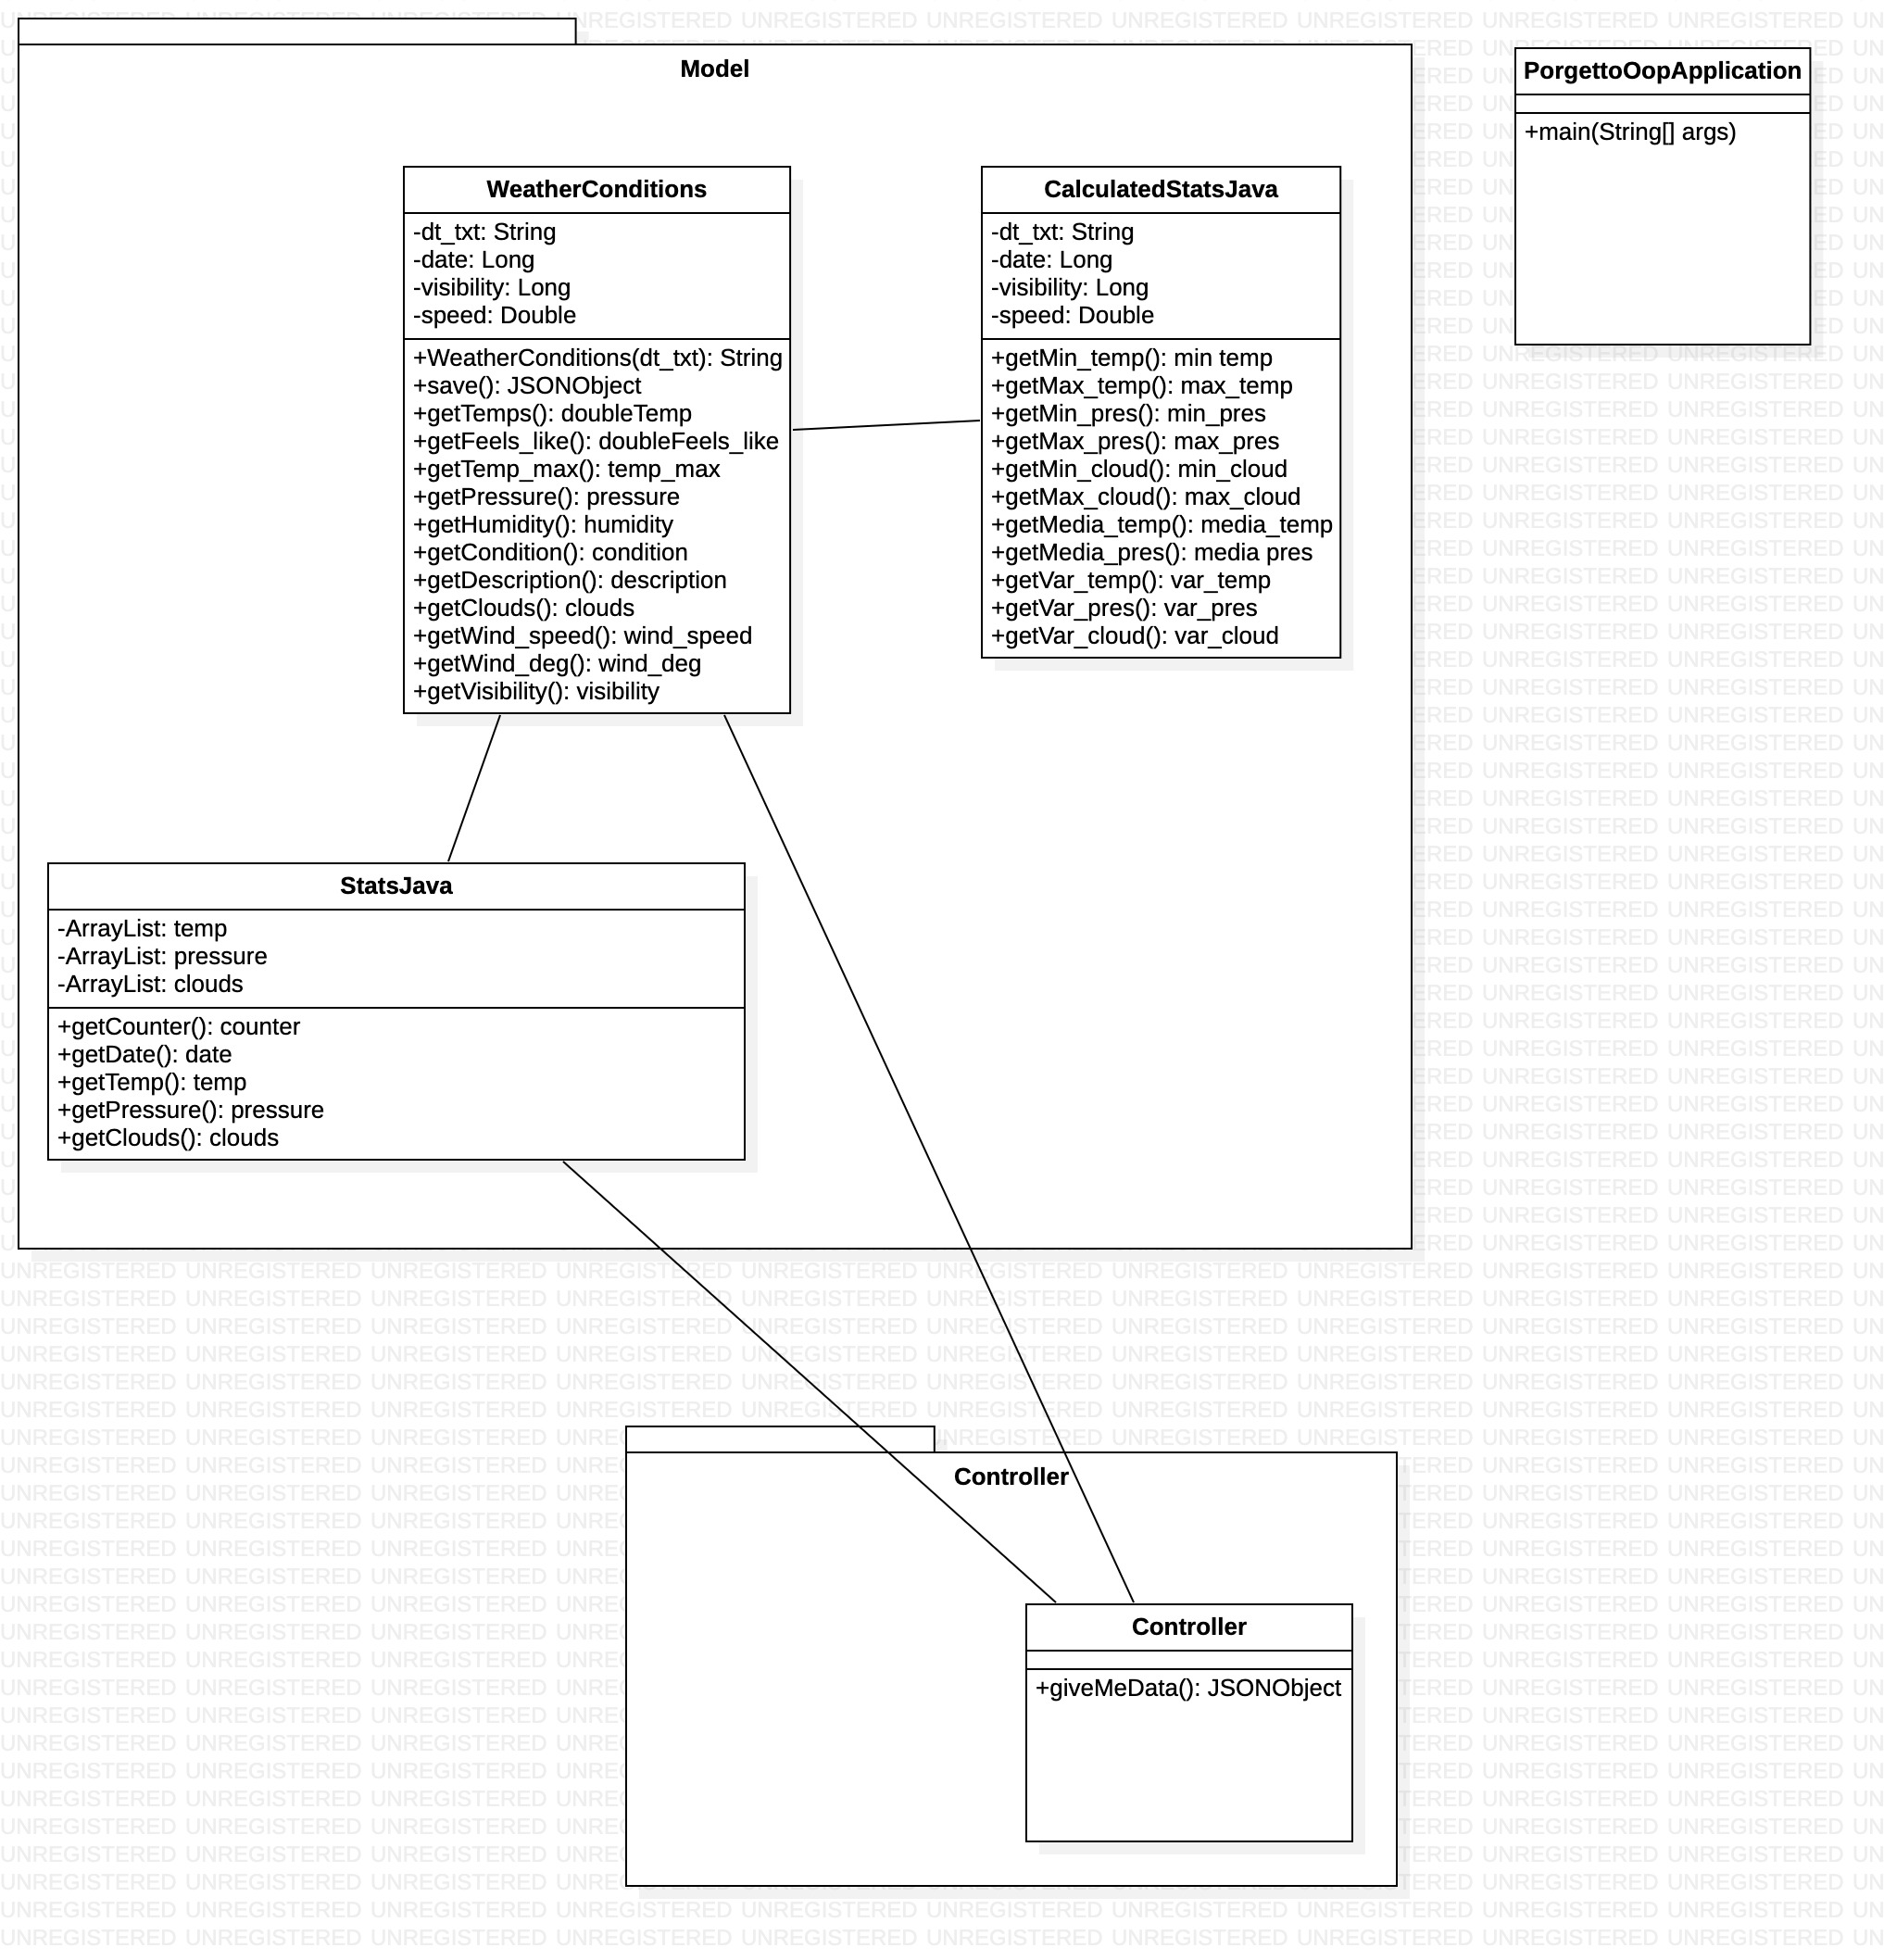 Model
WeatherConditions
-dt_txt: String
-date: Long
-visibility: Long
-speed: Double
+WeatherConditions(dt_txt): String
+save(): JSONObject
+getTemps(): doubleTemp
+getFeels_like(): doubleFeels_like
+getTemp_max(): temp_max
+getPressure(): pressure
+getHumidity(): humidity
+getCondition(): condition
+getDescription(): description
+getClouds(): clouds
+getWind_speed(): wind_speed
+getWind_deg(): wind_deg
+getVisibility(): visibility
CalculatedStatsJava
-dt_txt: String
-date: Long
-visibility: Long
-speed: Double
+getMin_temp(): min temp
+getMax_temp(): max_temp
+getMin_pres(): min_pres
+getMax_pres(): max_pres
+getMin_cloud(): min_cloud
+getMax_cloud(): max_cloud
+getMedia_temp(): media_temp
+getMedia_pres(): media pres
+getVar_temp(): var_temp
+getVar_pres(): var_pres
+getVar_cloud(): var_cloud
PorgettoOopApplication
+main(String[] args)
StatsJava
-ArrayList: temp
-ArrayList: pressure
-ArrayList: clouds
+getCounter(): counter
+getDate(): date
+getTemp(): temp
+getPressure(): pressure
+getClouds(): clouds
Controller
Controller
+giveMeData(): JSONObject
UNREGISTERED UNREGISTERED UNREGISTERED UNREGISTERED UNREGISTERED UNREGISTERED UNREGISTERED UNREGISTERED UNREGISTERED UNREGISTERED UN